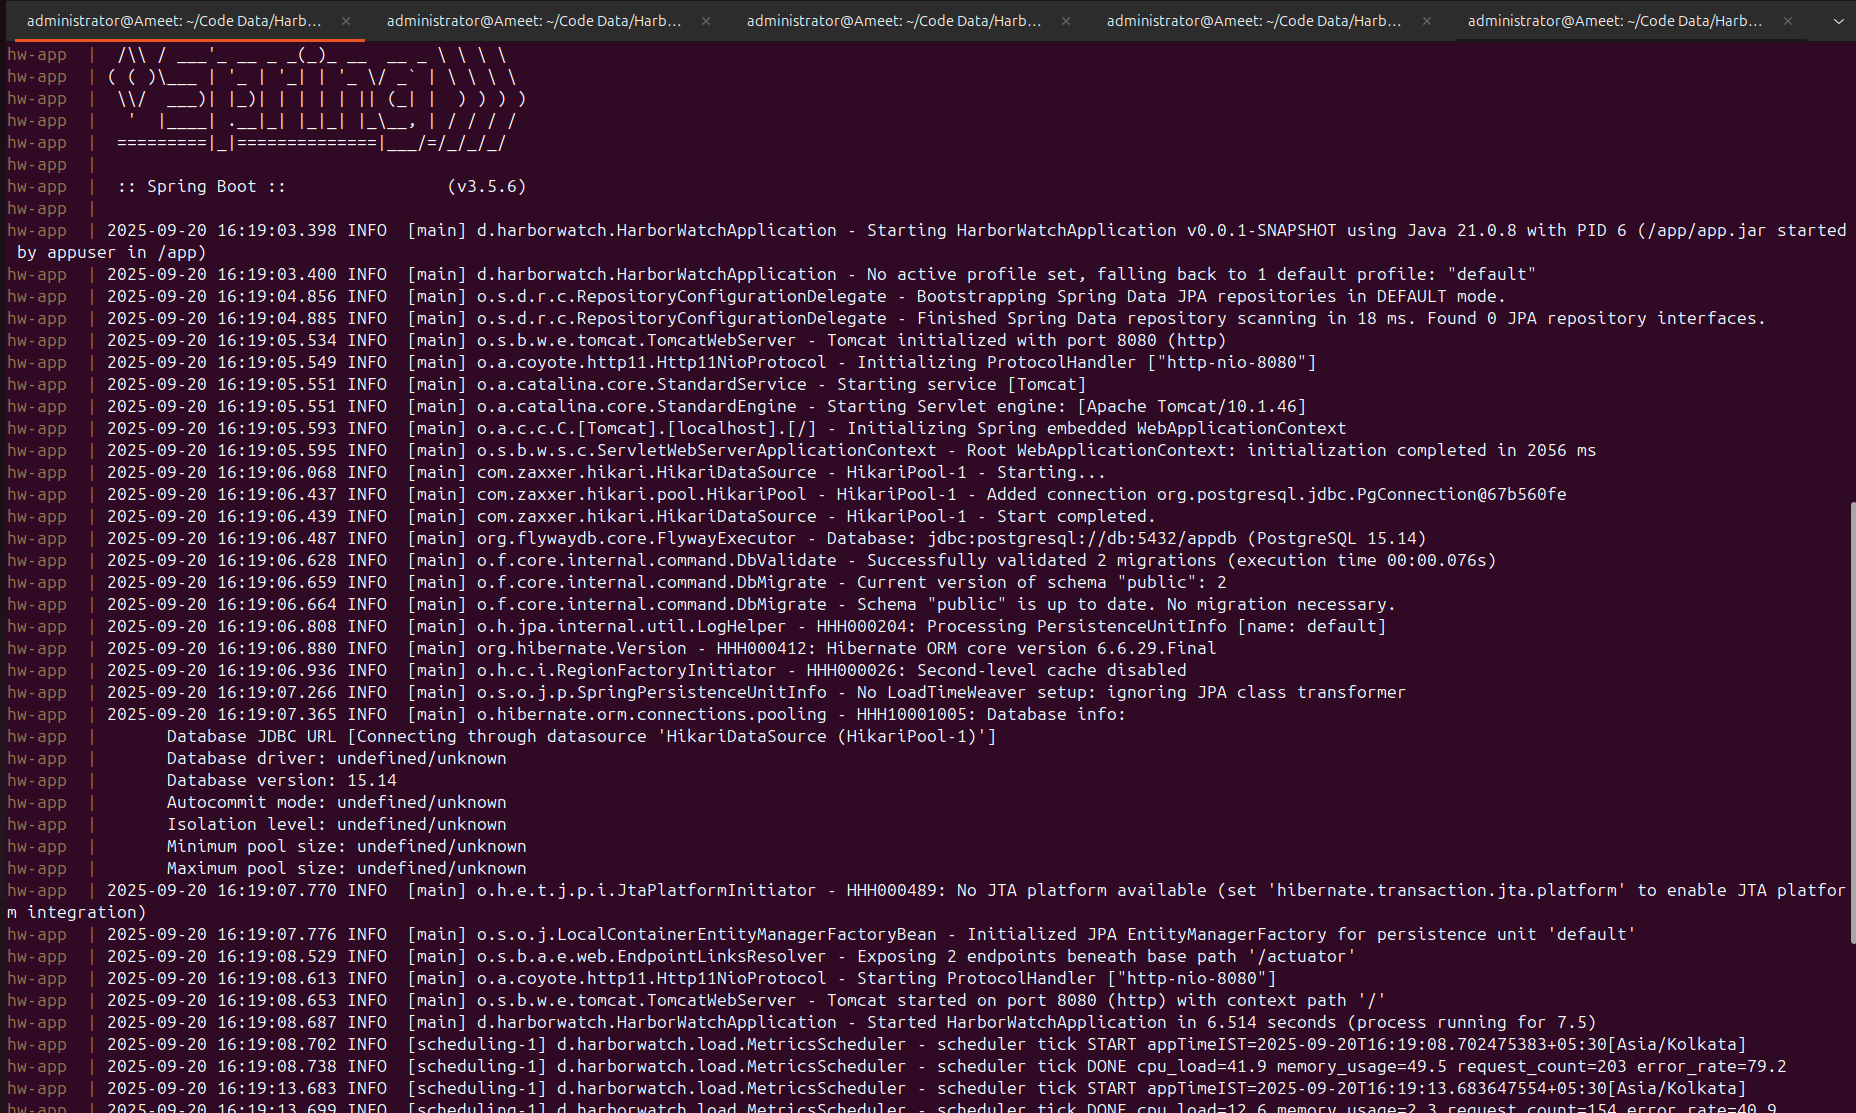 administrator@Ameet: ~/Code Data/Harb... × administrator@Ameet: ~/Code Data/Harb... × administrator@Ameet: ~/Code Data/Harb... × administrator@Ameet: ~/Code Data/Harb... × administrator@Ameet: ~/Code Data/Harb... ×
hw-app  |  /\\ / ___'_ __ _ _(_)_ __  __ _ \ \ \ \
hw-app  | ( ( )\___ | '_ | '_| | '_ \/ _` | \ \ \ \
hw-app  |  \\/  ___)| |_)| | | | | || (_| |  ) ) ) )
hw-app  |   '  |____| .__|_| |_|_| |_\__, | / / / /
hw-app  |  =========|_|==============|___/=/_/_/_/
hw-app  |
hw-app  |  :: Spring Boot ::                (v3.5.6)
hw-app  |
hw-app  | 2025-09-20 16:19:03.398 INFO  [main] d.harborwatch.HarborWatchApplication - Starting HarborWatchApplication v0.0.1-SNAPSHOT using Java 21.0.8 with PID 6 (/app/app.jar started
 by appuser in /app)
hw-app  | 2025-09-20 16:19:03.400 INFO  [main] d.harborwatch.HarborWatchApplication - No active profile set, falling back to 1 default profile: "default"
hw-app  | 2025-09-20 16:19:04.856 INFO  [main] o.s.d.r.c.RepositoryConfigurationDelegate - Bootstrapping Spring Data JPA repositories in DEFAULT mode.
hw-app  | 2025-09-20 16:19:04.885 INFO  [main] o.s.d.r.c.RepositoryConfigurationDelegate - Finished Spring Data repository scanning in 18 ms. Found 0 JPA repository interfaces.
hw-app  | 2025-09-20 16:19:05.534 INFO  [main] o.s.b.w.e.tomcat.TomcatWebServer - Tomcat initialized with port 8080 (http)
hw-app  | 2025-09-20 16:19:05.549 INFO  [main] o.a.coyote.http11.Http11NioProtocol - Initializing ProtocolHandler ["http-nio-8080"]
hw-app  | 2025-09-20 16:19:05.551 INFO  [main] o.a.catalina.core.StandardService - Starting service [Tomcat]
hw-app  | 2025-09-20 16:19:05.551 INFO  [main] o.a.catalina.core.StandardEngine - Starting Servlet engine: [Apache Tomcat/10.1.46]
hw-app  | 2025-09-20 16:19:05.593 INFO  [main] o.a.c.c.C.[Tomcat].[localhost].[/] - Initializing Spring embedded WebApplicationContext
hw-app  | 2025-09-20 16:19:05.595 INFO  [main] o.s.b.w.s.c.ServletWebServerApplicationContext - Root WebApplicationContext: initialization completed in 2056 ms
hw-app  | 2025-09-20 16:19:06.068 INFO  [main] com.zaxxer.hikari.HikariDataSource - HikariPool-1 - Starting...
hw-app  | 2025-09-20 16:19:06.437 INFO  [main] com.zaxxer.hikari.pool.HikariPool - HikariPool-1 - Added connection org.postgresql.jdbc.PgConnection@67b560fe
hw-app  | 2025-09-20 16:19:06.439 INFO  [main] com.zaxxer.hikari.HikariDataSource - HikariPool-1 - Start completed.
hw-app  | 2025-09-20 16:19:06.487 INFO  [main] org.flywaydb.core.FlywayExecutor - Database: jdbc:postgresql://db:5432/appdb (PostgreSQL 15.14)
hw-app  | 2025-09-20 16:19:06.628 INFO  [main] o.f.core.internal.command.DbValidate - Successfully validated 2 migrations (execution time 00:00.076s)
hw-app  | 2025-09-20 16:19:06.659 INFO  [main] o.f.core.internal.command.DbMigrate - Current version of schema "public": 2
hw-app  | 2025-09-20 16:19:06.664 INFO  [main] o.f.core.internal.command.DbMigrate - Schema "public" is up to date. No migration necessary.
hw-app  | 2025-09-20 16:19:06.808 INFO  [main] o.h.jpa.internal.util.LogHelper - HHH000204: Processing PersistenceUnitInfo [name: default]
hw-app  | 2025-09-20 16:19:06.880 INFO  [main] org.hibernate.Version - HHH000412: Hibernate ORM core version 6.6.29.Final
hw-app  | 2025-09-20 16:19:06.936 INFO  [main] o.h.c.i.RegionFactoryInitiator - HHH000026: Second-level cache disabled
hw-app  | 2025-09-20 16:19:07.266 INFO  [main] o.s.o.j.p.SpringPersistenceUnitInfo - No LoadTimeWeaver setup: ignoring JPA class transformer
hw-app  | 2025-09-20 16:19:07.365 INFO  [main] o.hibernate.orm.connections.pooling - HHH10001005: Database info:
hw-app  |       Database JDBC URL [Connecting through datasource 'HikariDataSource (HikariPool-1)']
hw-app  |       Database driver: undefined/unknown
hw-app  |       Database version: 15.14
hw-app  |       Autocommit mode: undefined/unknown
hw-app  |       Isolation level: undefined/unknown
hw-app  |       Minimum pool size: undefined/unknown
hw-app  |       Maximum pool size: undefined/unknown
hw-app  | 2025-09-20 16:19:07.770 INFO  [main] o.h.e.t.j.p.i.JtaPlatformInitiator - HHH000489: No JTA platform available (set 'hibernate.transaction.jta.platform' to enable JTA platfor
m integration)
hw-app  | 2025-09-20 16:19:07.776 INFO  [main] o.s.o.j.LocalContainerEntityManagerFactoryBean - Initialized JPA EntityManagerFactory for persistence unit 'default'
hw-app  | 2025-09-20 16:19:08.529 INFO  [main] o.s.b.a.e.web.EndpointLinksResolver - Exposing 2 endpoints beneath base path '/actuator'
hw-app  | 2025-09-20 16:19:08.613 INFO  [main] o.a.coyote.http11.Http11NioProtocol - Starting ProtocolHandler ["http-nio-8080"]
hw-app  | 2025-09-20 16:19:08.653 INFO  [main] o.s.b.w.e.tomcat.TomcatWebServer - Tomcat started on port 8080 (http) with context path '/'
hw-app  | 2025-09-20 16:19:08.687 INFO  [main] d.harborwatch.HarborWatchApplication - Started HarborWatchApplication in 6.514 seconds (process running for 7.5)
hw-app  | 2025-09-20 16:19:08.702 INFO  [scheduling-1] d.harborwatch.load.MetricsScheduler - scheduler tick START appTimeIST=2025-09-20T16:19:08.702475383+05:30[Asia/Kolkata]
hw-app  | 2025-09-20 16:19:08.738 INFO  [scheduling-1] d.harborwatch.load.MetricsScheduler - scheduler tick DONE cpu_load=41.9 memory_usage=49.5 request_count=203 error_rate=79.2
hw-app  | 2025-09-20 16:19:13.683 INFO  [scheduling-1] d.harborwatch.load.MetricsScheduler - scheduler tick START appTimeIST=2025-09-20T16:19:13.683647554+05:30[Asia/Kolkata]
hw-app  | 2025-09-20 16:19:13.699 INFO  [scheduling-1] d.harborwatch.load.MetricsScheduler - scheduler tick DONE cpu_load=12.6 memory_usage=2.3 request_count=154 error_rate=40.9